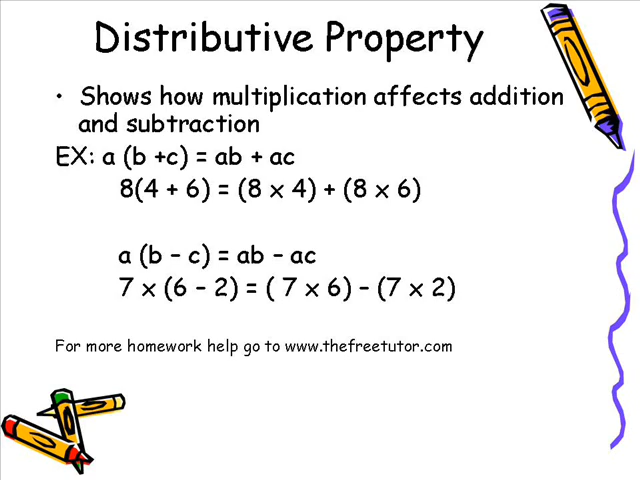 Distributive Property
• Shows how multiplication affects addition
and subtraction
EX: a (b +c) = ab + ac
8(4 + 6) = (8 x 4) + (8 x 6)
a (b – c) = ab – ac
7 x (6 – 2) = ( 7 x 6) – (7 x 2)
For more homework help go to www.thefreetutor.com